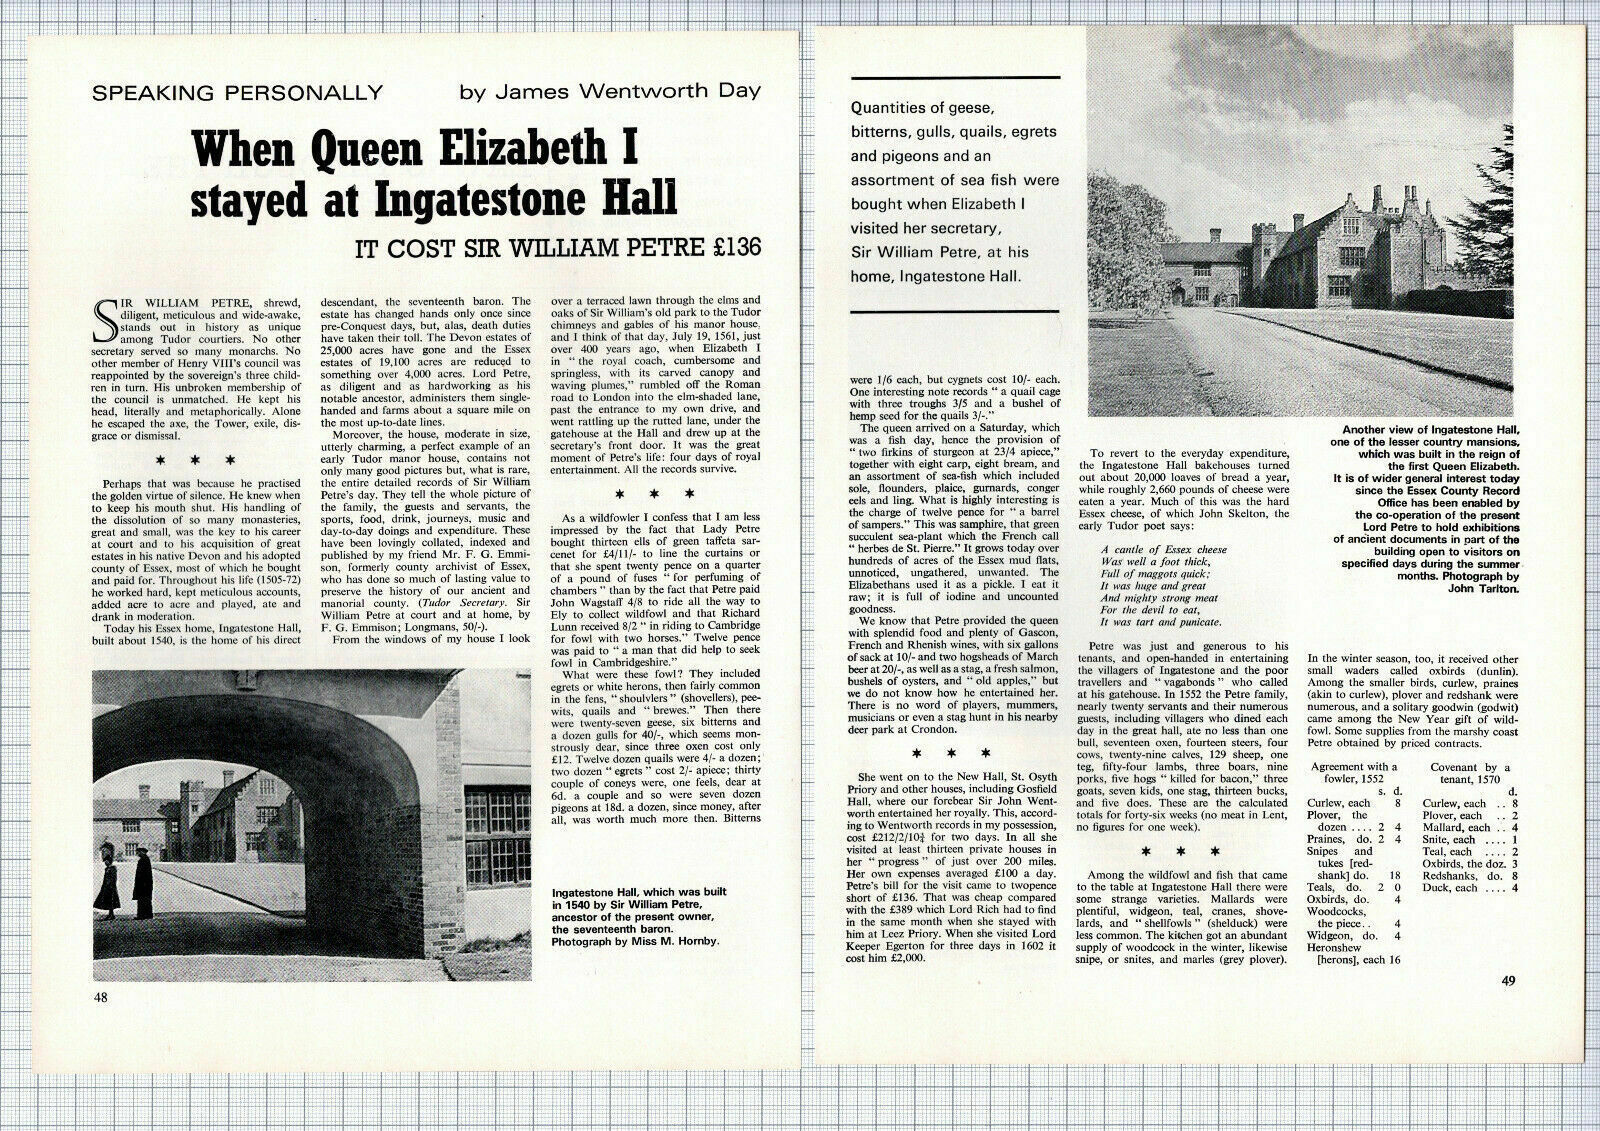 SPEAKING PERSONALLY by James Wentworth Day
When Queen Elizabeth I
stayed at Ingatestone Hall
IT COST SIR WILLIAM PETRE £136
SIR WILLIAM PETRE, shrewd,
diligent, meticulous and wide-awake,
stands out in history as unique
among Tudor courtiers. No other
secretary served so many monarchs. No
other member of Henry VIII's council was
reappointed by the sovereign's three child-
ren in turn. His unbroken membership of
the council is unmatched. He kept his
head, literally and metaphorically. Alone
he escaped the axe, the Tower, exile, dis-
grace or dismissal.
* * *
Perhaps that was because he practised
the golden virtue of silence. He knew when
to keep his mouth shut. His handling of
the dissolution of so many monasteries,
great and small, was the key to his career
at court and to his acquisition of great
estates in his native Devon and his adopted
county of Essex, most of which he bought
and paid for. Throughout his life (1505-72)
he worked hard, kept meticulous accounts,
added acre to acre and played, ate and
drank in moderation.
Today his Essex home, Ingatestone Hall,
built about 1540, is the home of his direct
descendant, the seventeenth baron. The
estate has changed hands only once since
pre-Conquest days, but, alas, death duties
have taken their toll. The Devon estates of
25,000 acres have gone and the Essex
estates of 19,100 acres are reduced to
something over 4,000 acres. Lord Petre,
as diligent and as hardworking as his
notable ancestor, administers them single-
handed and farms about a square mile on
the most up-to-date lines.
Moreover, the house, moderate in size,
utterly charming, a perfect example of an
early Tudor manor house, contains not
only many good pictures but, what is rare,
the entire detailed records of Sir William
Petre's day. They tell the whole picture of
the family, the guests and servants, the
sports, food, drink, journeys, music and
day-to-day doings and expenditure. These
have been lovingly collated, indexed and
published by my friend Mr. F. G. Emmi-
son, formerly county archivist of Essex,
who has done so much of lasting value to
preserve the history of our ancient and
manorial county. (Tudor Secretary. Sir
William Petre at court and at home, by
F. G. Emmison; Longmans, 50/-).
From the windows of my house I look
over a terraced lawn through the elms and
oaks of Sir William's old park to the Tudor
chimneys and gables of his manor house.
and I think of that day, July 19, 1561, just
over 400 years ago, when Elizabeth I
in "the royal coach, cumbersome and
springless, with its carved canopy and
waving plumes," rumbled off the Roman
road to London into the elm-shaded lane,
past the entrance to my own drive, and
went rattling up the rutted lane, under the
gatehouse at the Hall and drew up at the
secretary's front door. It was the great
moment of Petre's life: four days of royal
entertainment. All the records survive.
* * *
As a wildfowler I confess that I am less
impressed by the fact that Lady Petre
bought thirteen ells of green taffeta sar-
cenet for £4/11/- to line the curtains or
that she spent twenty pence on a quarter
of a pound of fuses "for perfuming of
chambers" than by the fact that Petre paid
John Wagstaff 4/8 to ride all the way to
Ely to collect wildfowl and that Richard
Lunn received 8/2 "in riding to Cambridge
for fowl with two horses." Twelve pence
was paid to "a man that did help to seek
fowl in Cambridgeshire."
What were these fowl? They included
egrets or white herons, then fairly common
in the fens, "shoulvlers" (shovellers), pee-
wits, quails and "brewes." Then there
were twenty-seven geese, six bitterns and
a dozen gulls for 40/-, which seems mon-
strously dear, since three oxen cost only
£12. Twelve dozen quails were 4/- a dozen;
two dozen "egrets" cost 2/- apiece; thirty
couple of coneys were, one feels, dear at
6d. a couple and so were seven dozen
pigeons at 18d. a dozen, since money, after
all, was worth much more then. Bitterns
Ingatestone Hall, which was built
in 1540 by Sir William Petre,
ancestor of the present owner,
the seventeenth baron.
Photograph by Miss M. Hornby.
48
Quantities of geese,
bitterns, gulls, quails, egrets
and pigeons and an
assortment of sea fish were
bought when Elizabeth I
visited her secretary,
Sir William Petre, at his
home, Ingatestone Hall.
were 1/6 each, but cygnets cost 10/- each.
One interesting note records "a quail cage
with three troughs 3/5 and a bushel of
hemp seed for the quails 3/-."
The queen arrived on a Saturday, which
was a fish day, hence the provision of
"two firkins of sturgeon at 23/4 apiece,"
together with eight carp, eight bream, and
an assortment of sea-fish which included
sole, flounders, plaice, gurnards, conger
eels and ling. What is highly interesting is
the charge of twelve pence for "a barrel
of sampers." This was samphire, that green
succulent sea-plant which the French call
"herbes de St. Pierre." It grows today over
hundreds of acres of the Essex mud flats,
unnoticed, ungathered, unwanted. The
Elizabethans used it as a pickle. I eat it
raw; it is full of iodine and uncounted
goodness.
We know that Petre provided the queen
with splendid food and plenty of Gascon,
French and Rhenish wines, with six gallons
of sack at 10/- and two hogsheads of March
beer at 20/-, as well as a stag, a fresh salmon,
bushels of oysters, and "old apples," but
we do not know how he entertained her.
There is no word of players, mummers,
musicians or even a stag hunt in his nearby
deer park at Crondon.
* * *
She went on to the New Hall, St. Osyth
Priory and other houses, including Gosfield
Hall, where our forebear Sir John Went-
worth entertained her royally. This, accord-
ing to Wentworth records in my possession,
cost £212/2/10¾ for two days. In all she
visited at least thirteen private houses in
her "progress" of just over 200 miles.
Her own expenses averaged £100 a day.
Petre's bill for the visit came to twopence
short of £136. That was cheap compared
with the £389 which Lord Rich had to find
in the same month when she stayed with
him at Leez Priory. When she visited Lord
Keeper Egerton for three days in 1602 it
cost him £2,000.
Another view of Ingatestone Hall,
one of the lesser country mansions,
which was built in the reign of
the first Queen Elizabeth.
It is of wider general interest today
since the Essex County Record
Office has been enabled by
the co-operation of the present
Lord Petre to hold exhibitions
of ancient documents in part of the
building open to visitors on
specified days during the summer
months. Photograph by
John Tarlton.
To revert to the everyday expenditure,
the Ingatestone Hall bakehouses turned
out about 20,000 loaves of bread a year,
while roughly 2,660 pounds of cheese were
eaten a year. Much of this was the hard
Essex cheese, of which John Skelton, the
early Tudor poet says:
A cantle of Essex cheese
Was well a foot thick,
Full of maggots quick;
It was huge and great
And mighty strong meat
For the devil to eat,
It was tart and punicate.
Petre was just and generous to his
tenants, and open-handed in entertaining
the villagers of Ingatestone and the poor
travellers and "vagabonds" who called
at his gatehouse. In 1552 the Petre family,
nearly twenty servants and their numerous
guests, including villagers who dined each
day in the great hall, ate no less than one
bull, seventeen oxen, fourteen steers, four
cows, twenty-nine calves, 129 sheep, one
teg, fifty-four lambs, three boars, nine
porks, five hogs "killed for bacon," three
goats, seven kids, one stag, thirteen bucks,
and five does. These are the calculated
totals for forty-six weeks (no meat in Lent,
no figures for one week).
* * *
Among the wildfowl and fish that came
to the table at Ingatestone Hall there were
some strange varieties. Mallards were
plentiful, widgeon, teal, cranes, shove-
lards, and "shellfowls" (shelduck) were
less common. The kitchen got an abundant
supply of woodcock in the winter, likewise
snipe, or snites, and marles (grey plover).
In the winter season, too, it received other
small waders called oxbirds (dunlin).
Among the smaller birds, curlew, praines
(akin to curlew), plover and redshank were
numerous, and a solitary goodwin (godwit)
came among the New Year gift of wild-
fowl. Some supplies from the marshy coast
Petre obtained by priced contracts.
Agreement with a
fowler, 1552
s. d.
Curlew, each 8
Plover, the
dozen .... 2 4
Praines, do. 2 4
Snipes and
tukes [red-
shank] do. 18
Teals, do. 2 0
Oxbirds, do. 4
Woodcocks,
the piece.. 4
Widgeon, do. 4
Heronshew
[herons], each 16
Covenant by a
tenant, 1570
d.
Curlew, each .. 8
Plover, each .. 2
Mallard, each .. 4
Snite, each .... 1
Teal, each .... 2
Oxbirds, the doz. 3
Redshanks, do. 8
Duck, each .... 4
49